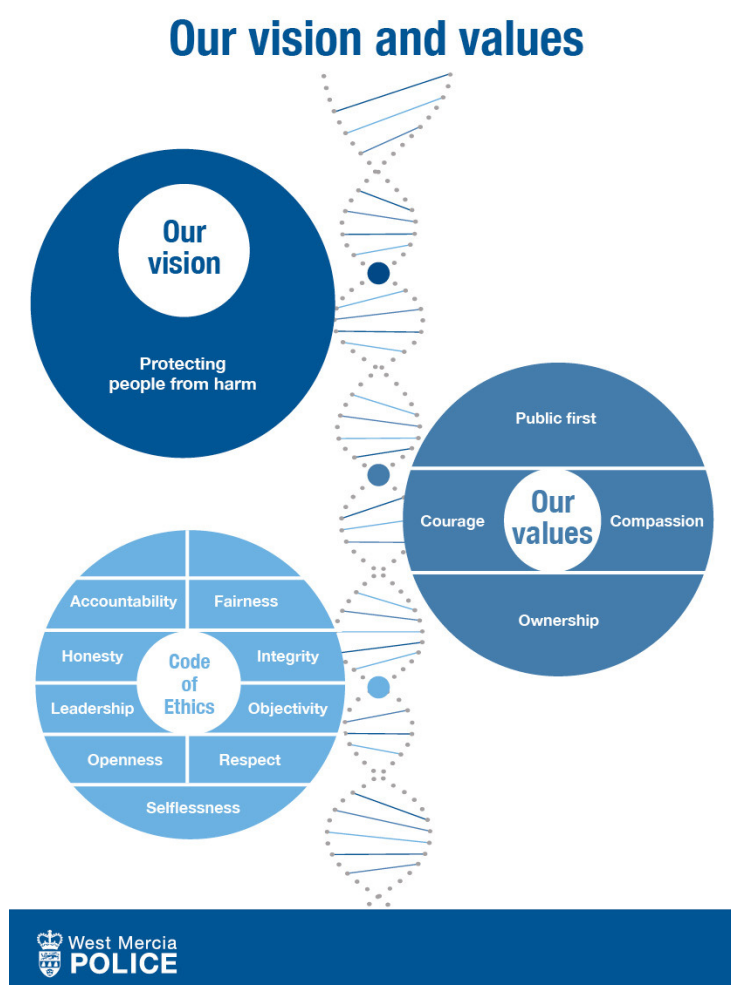 Our vision and values
Our
vision
Protecting
people from harm
Public first
Courage
Our
values
Compassion
Ownership
Accountability
Fairness
Honesty
Code
of
Ethics
Integrity
Leadership
Objectivity
Openness
Respect
Selflessness
West Mercia
POLICE